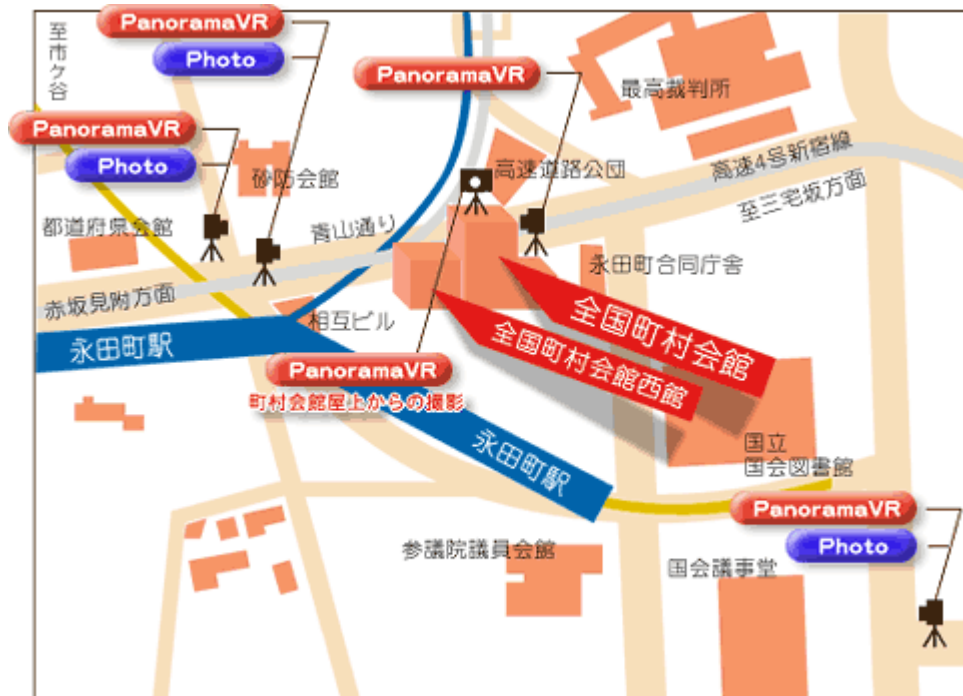 至市ケ谷
PanoramaVR
Photo
PanoramaVR
PanoramaVR
Photo
最高裁判所
砂防会館
高速道路公団
高速4号新宿線
至三宅坂方面
都道府県会館
青山通り
永田町合同庁舎
赤坂見附方面
相互ビル
全国町村会館
永田町駅
全国町村会館西館
PanoramaVR
町村会館屋上からの撮影
国立
国会図書館
永田町駅
PanoramaVR
Photo
参議院議員会館
国会議事堂